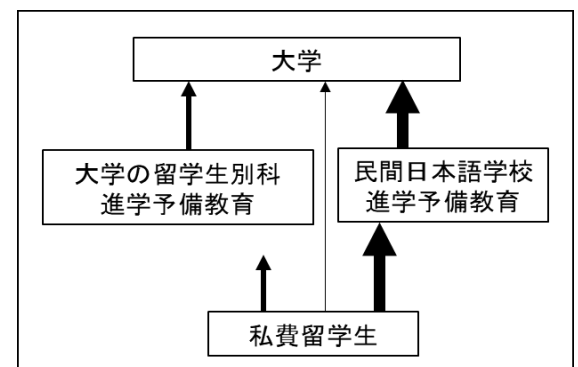 大学
大学の留学生別科
進学予備教育
民間日本語学校
進学予備教育
私費留学生